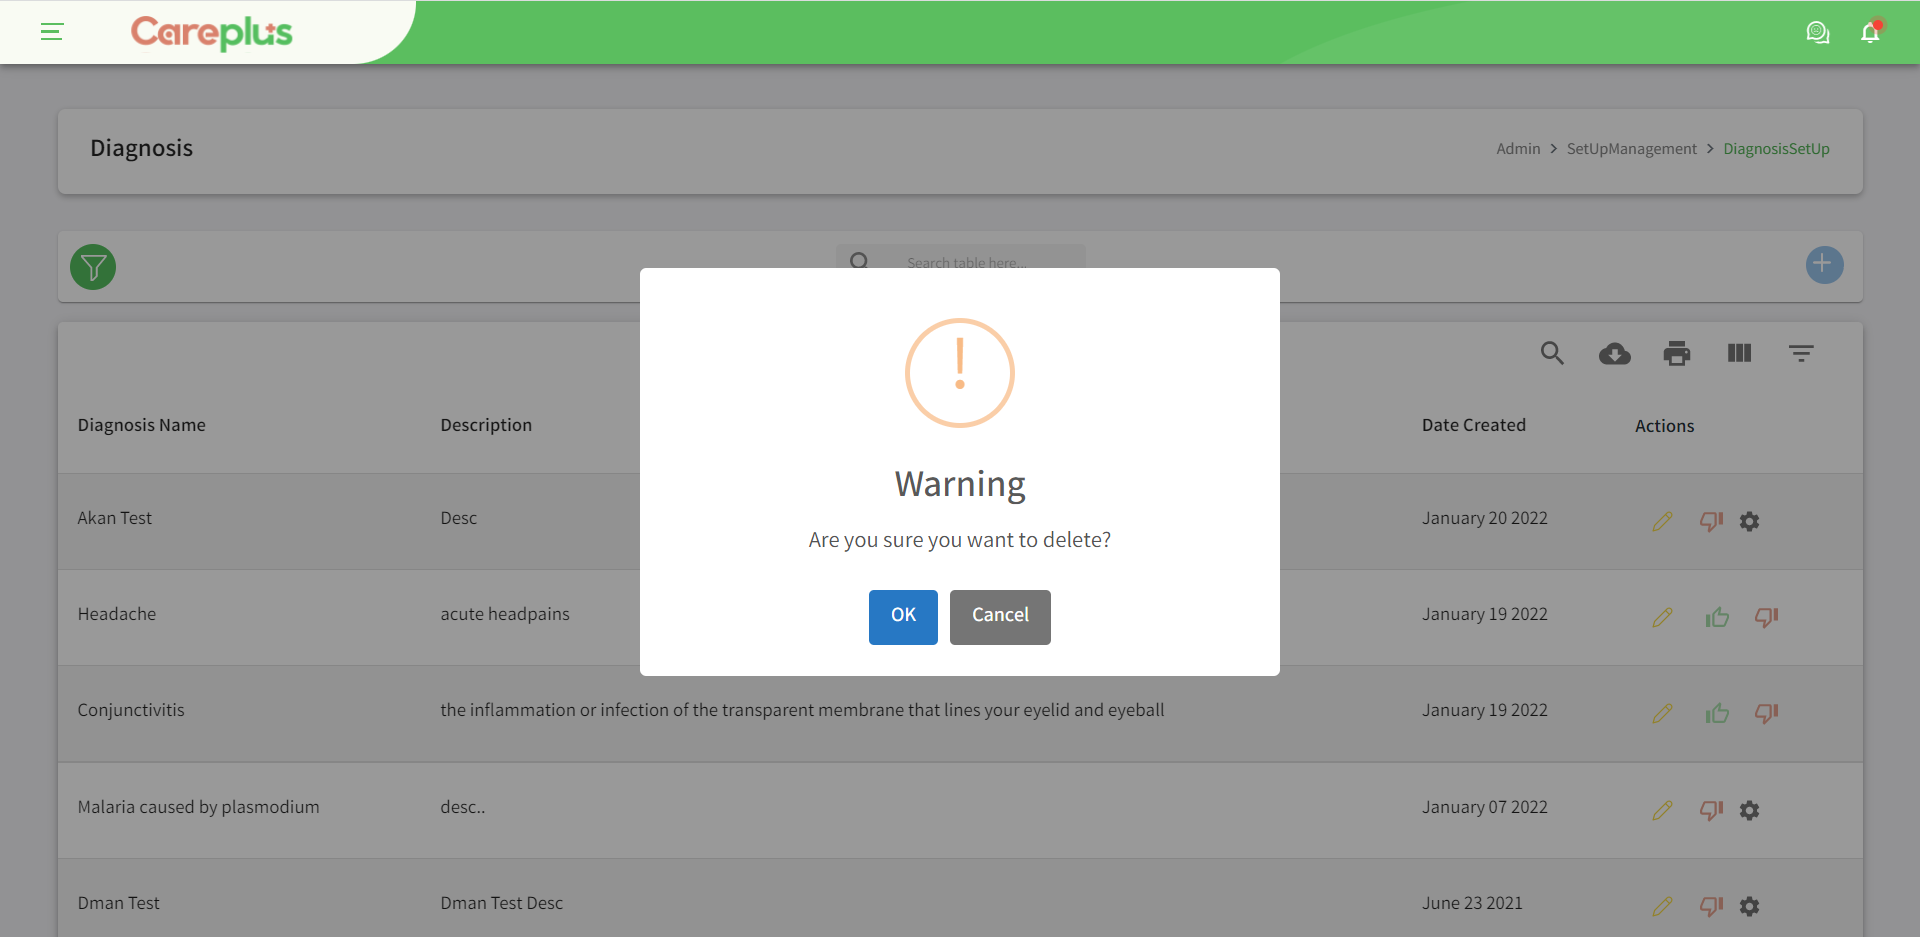 Careplus
Diagnosis
Admin > SetUpManagement > DiagnosisSetUp
Search table here...
Diagnosis Name Description Date Created Actions
Akan Test Desc January 20 2022
Headache acute headpains January 19 2022
Conjunctivitis the inflammation or infection of the transparent membrane that lines your eyelid and eyeball January 19 2022
Malaria caused by plasmodium desc.. January 07 2022
Dman Test Dman Test Desc June 23 2021
!
Warning
Are you sure you want to delete?
OK Cancel